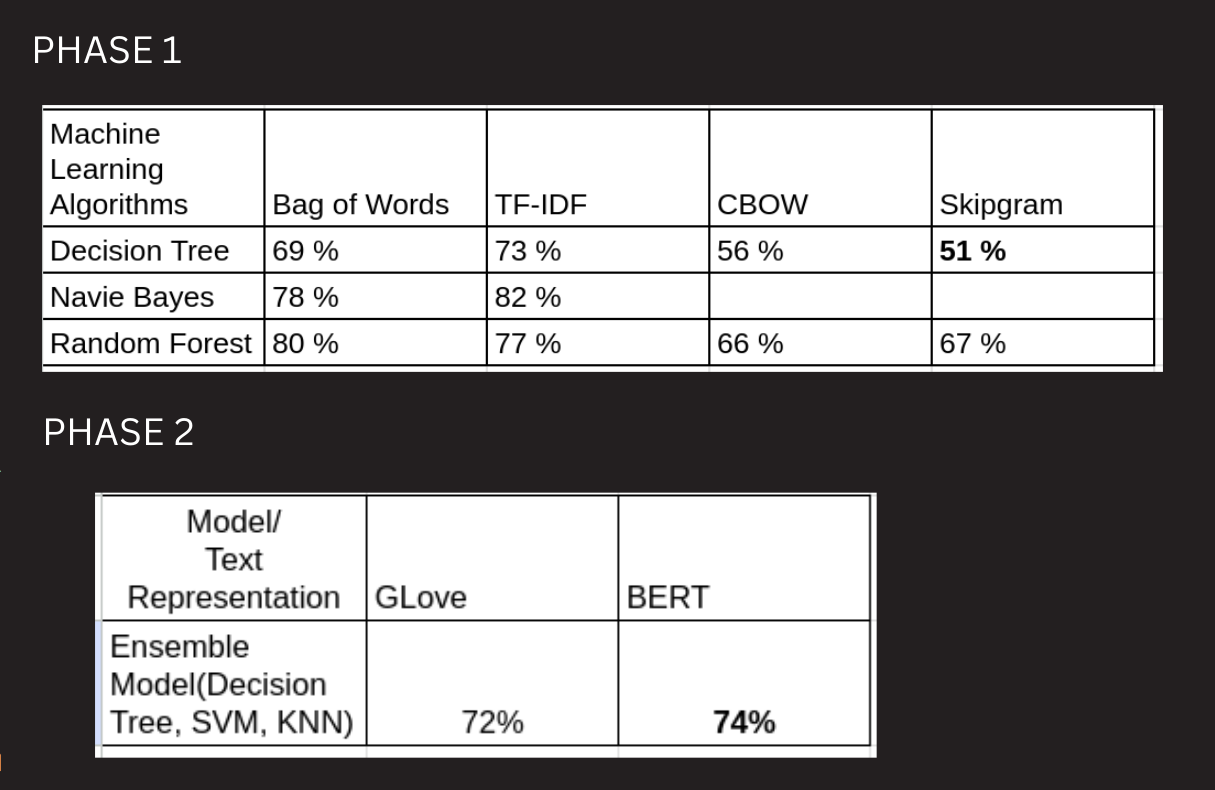 PHASE 1
Machine
Learning
Algorithms
Bag of Words
TF-IDF
CBOW
Skipgram
Decision Tree 69 % 73 % 56 % 51 %
Navie Bayes 78 % 82 %
Random Forest 80 % 77 % 66 % 67 %
PHASE 2
Model/
Text
Representation
GLove
BERT
Ensemble
Model(Decision
Tree, SVM, KNN)
72%
74%